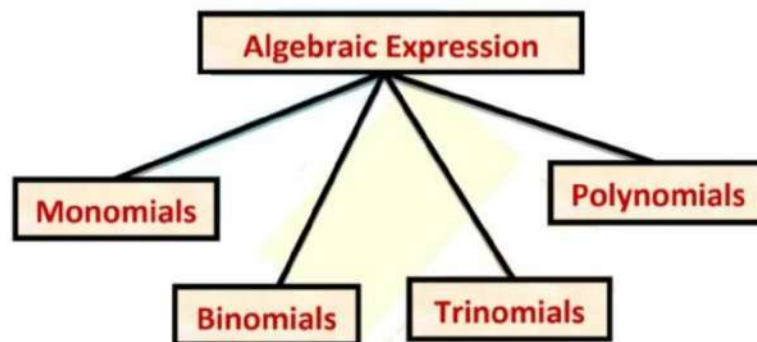 Algebraic Expression
Monomials
Polynomials
Binomials
Trinomials